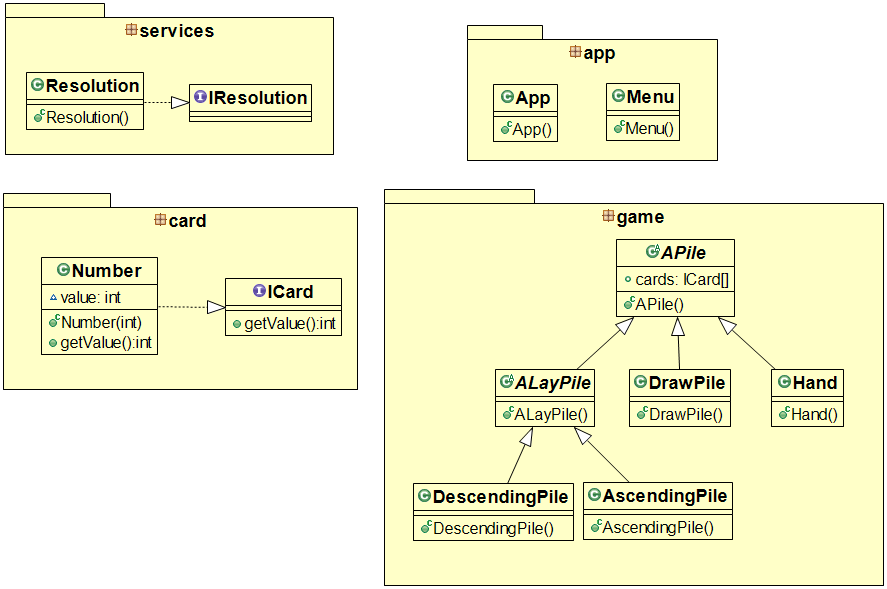 services
Resolution
Resolution()
IResolution
app
App
App()
Menu
Menu()
card
Number
value: int
Number(int)
getValue():int
ICard
getValue():int
game
APile
cards: ICard[]
APile()
ALayPile
ALayPile()
DrawPile
DrawPile()
Hand
Hand()
DescendingPile
DescendingPile()
AscendingPile
AscendingPile()